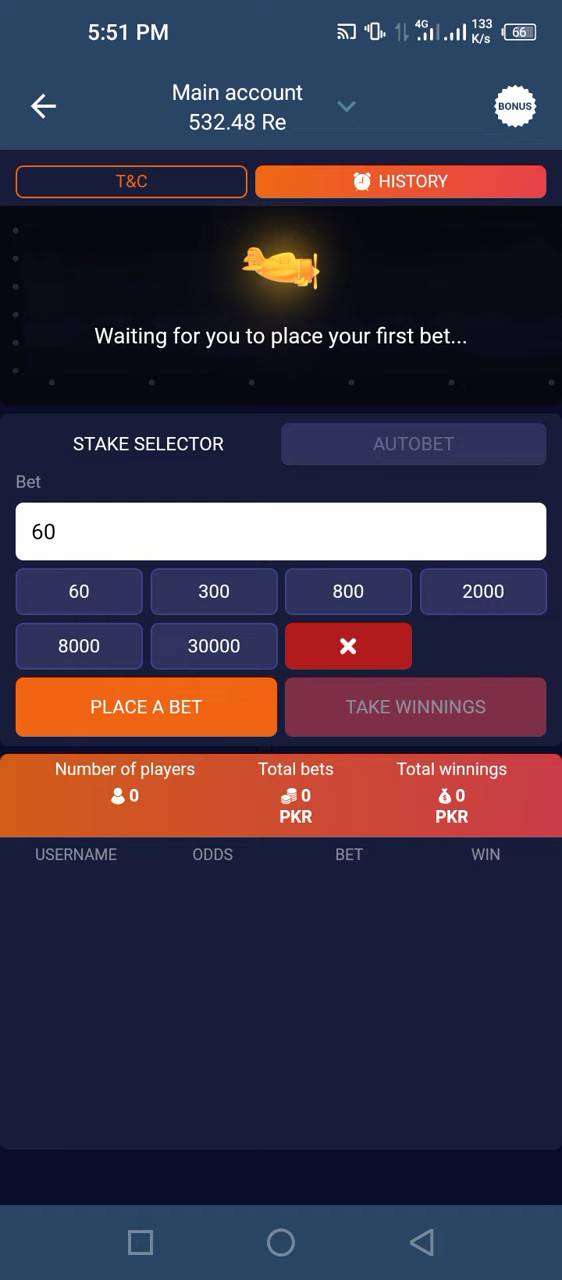 5:51 PM
4G
133 K/s
66
Main account
532.48 Re
BONUS
T&C
HISTORY
Waiting for you to place your first bet...
STAKE SELECTOR
AUTOBET
Bet
60
60 300 800 2000
8000 30000
PLACE A BET
TAKE WINNINGS
Number of players Total bets Total winnings
0 0 0
PKR PKR
USERNAME ODDS BET WIN